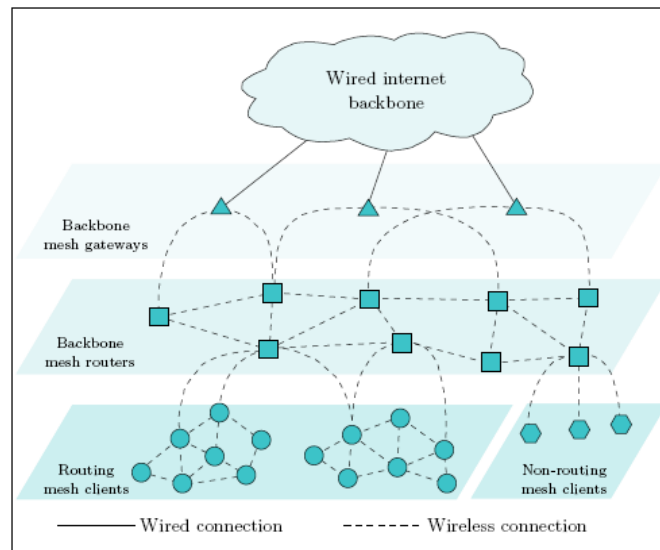 Wired internet
backbone
Backbone
mesh gateways
Backbone
mesh routers
Routing
mesh clients
Non-routing
mesh clients
Wired connection
Wireless connection